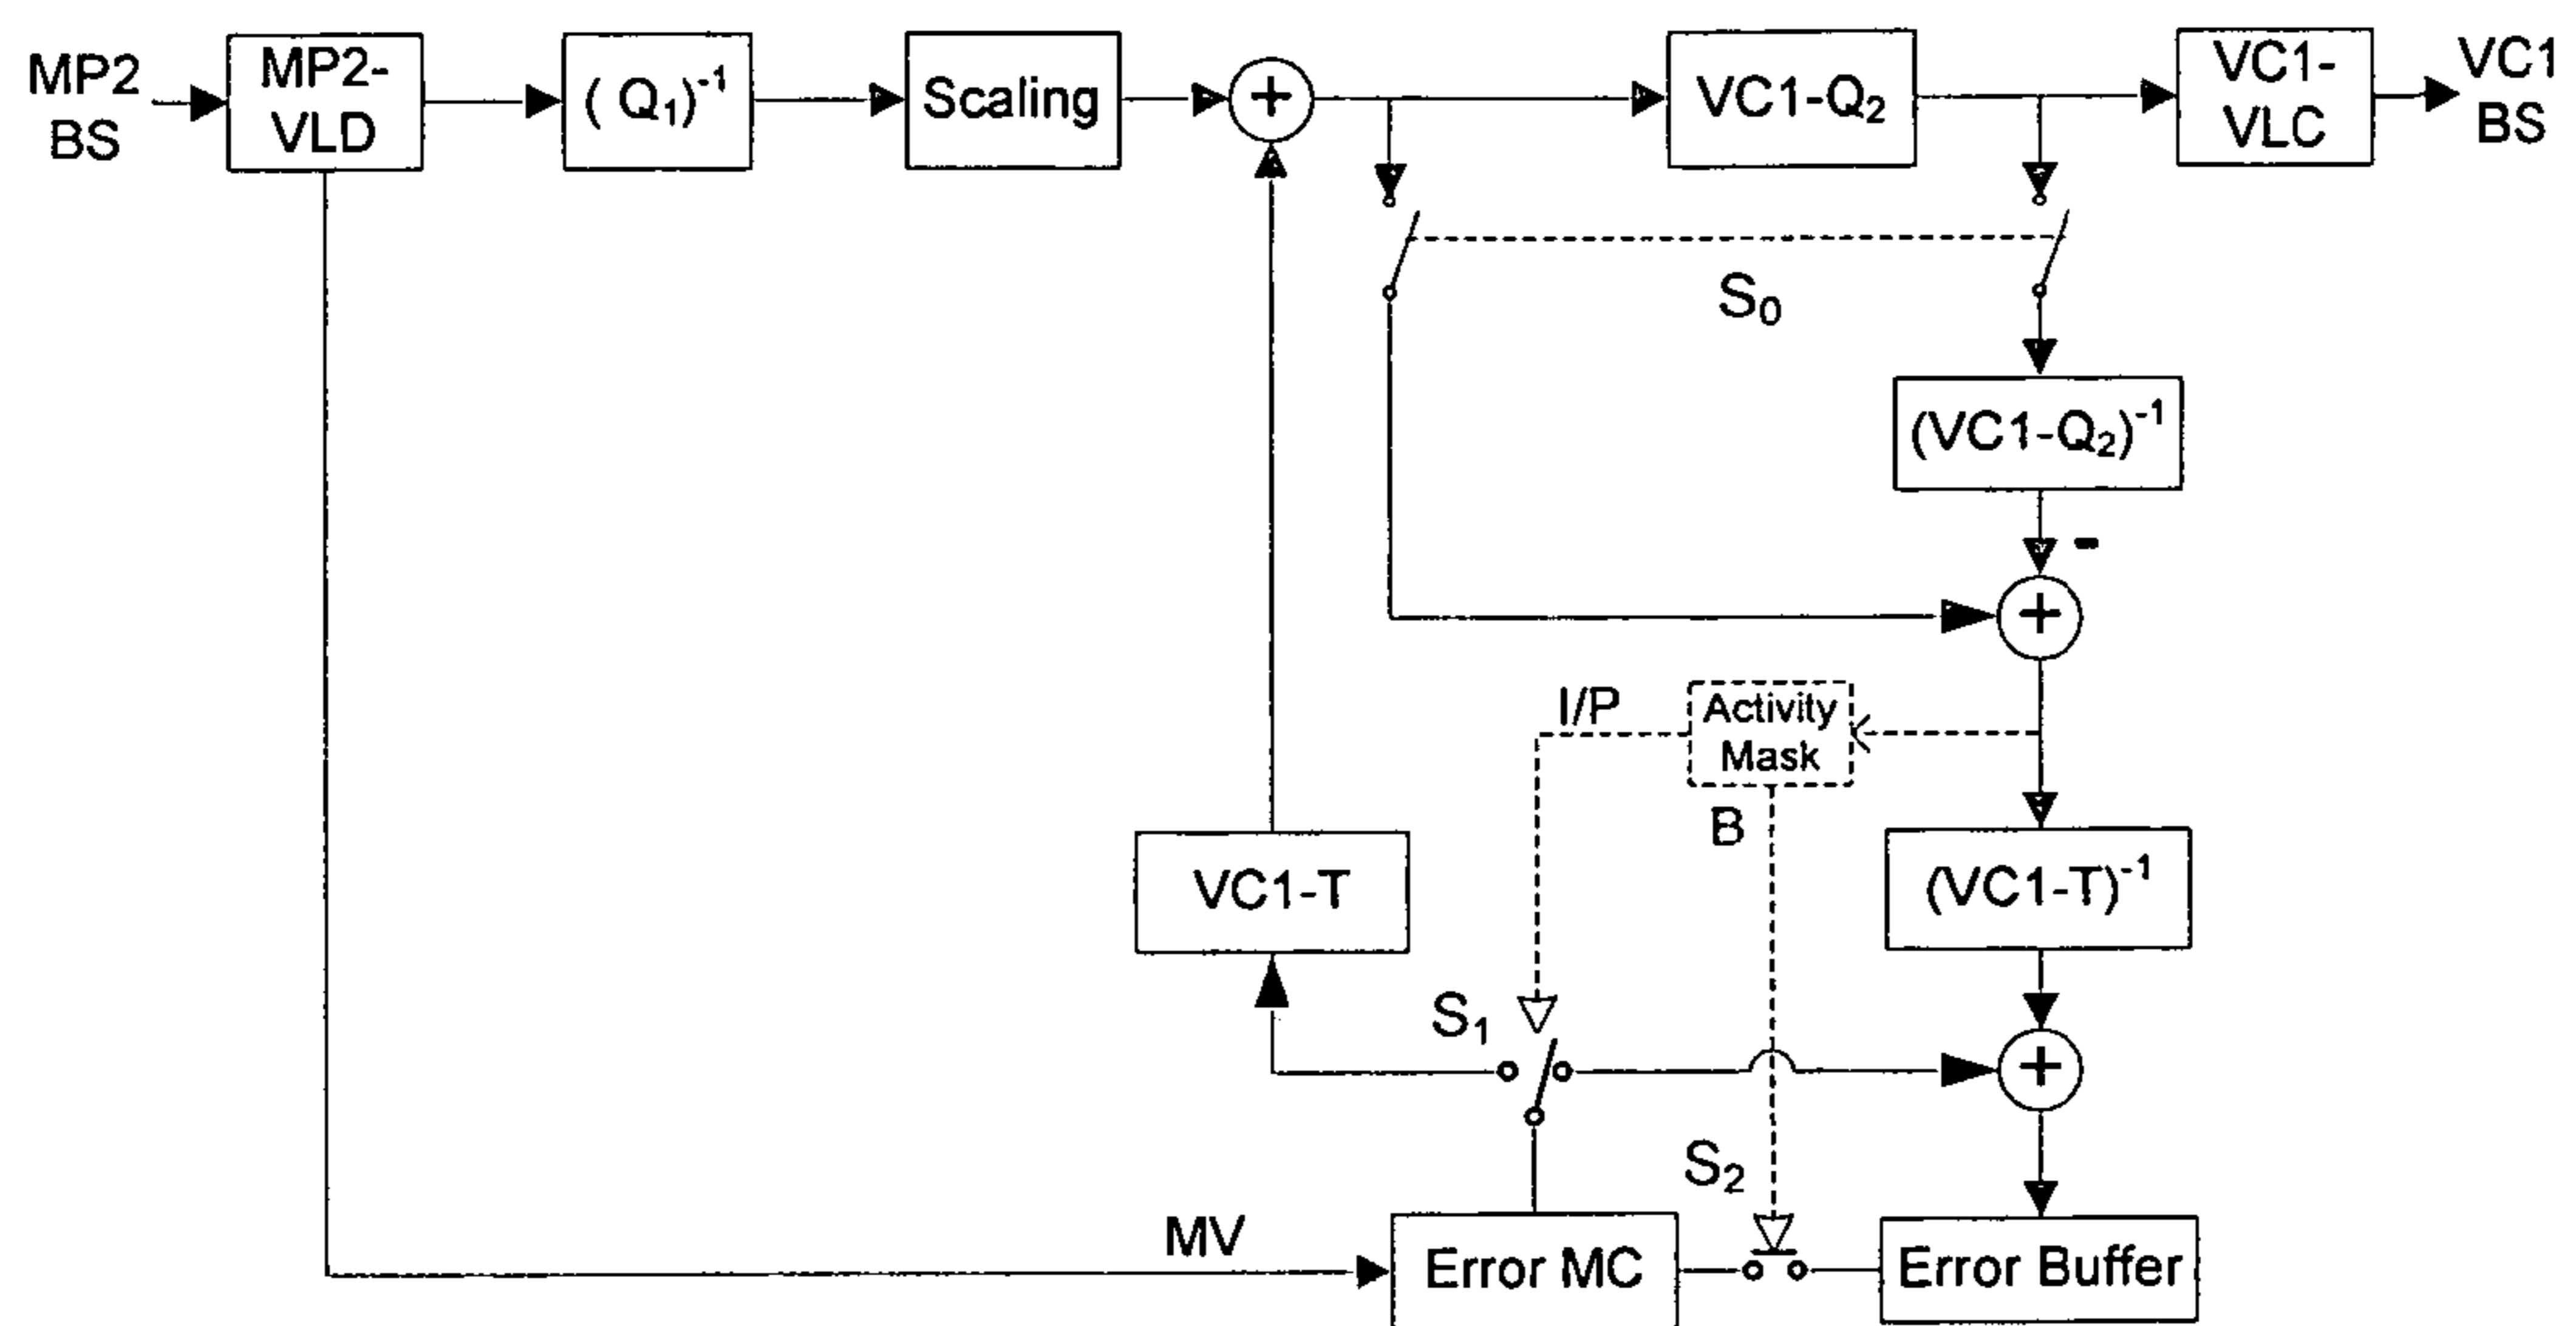 MP2
BS
MP2-
VLD
( Q₁)⁻¹
Scaling
+
VC1-Q₂
VC1-
VLC
VC1
BS
S₀
(VC1-Q₂)⁻¹
-
+
I/P
Activity
Mask
B
VC1-T
(VC1-T)⁻¹
S₁
+
S₂
MV
Error MC
Error Buffer